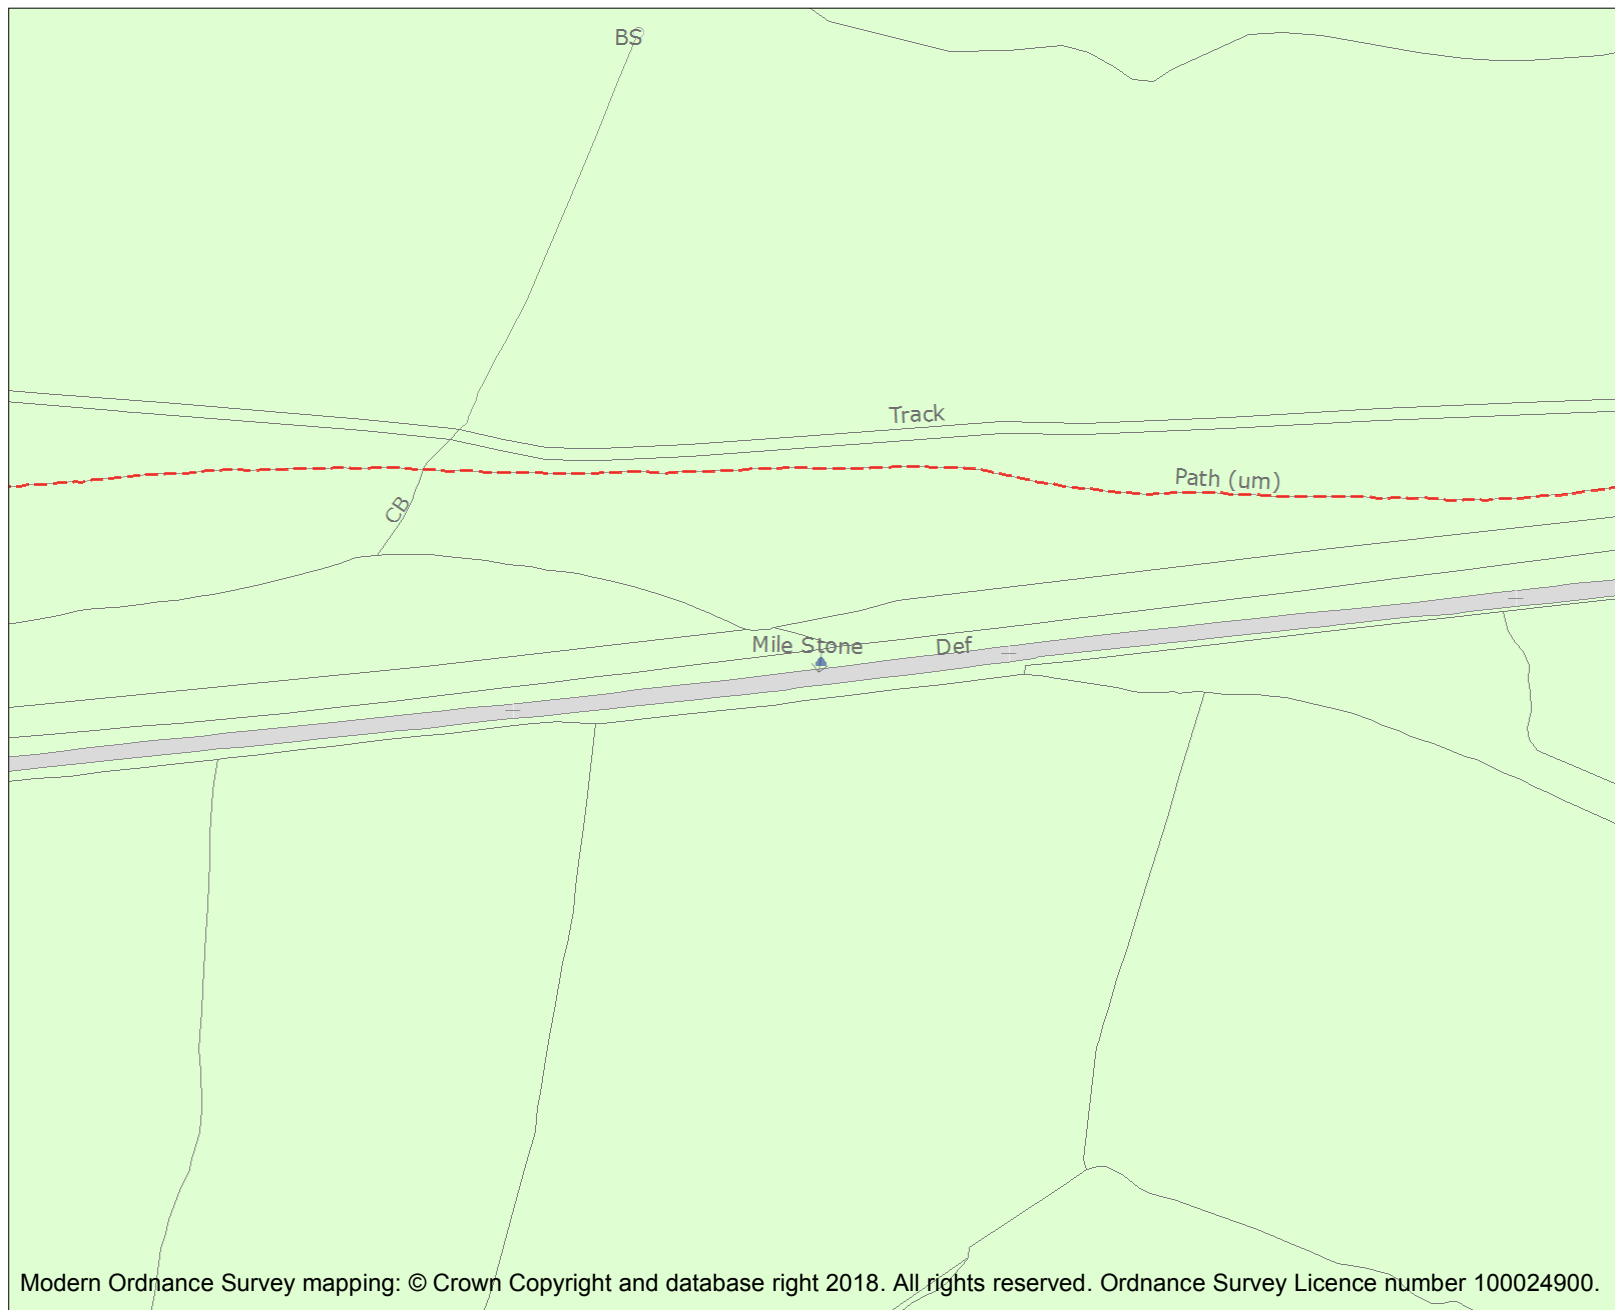 BS
Track
Path (um)
CB
Mile Stone
Def
Modern Ordnance Survey mapping: © Crown Copyright and database right 2018. All rights reserved. Ordnance Survey Licence number 100024900.